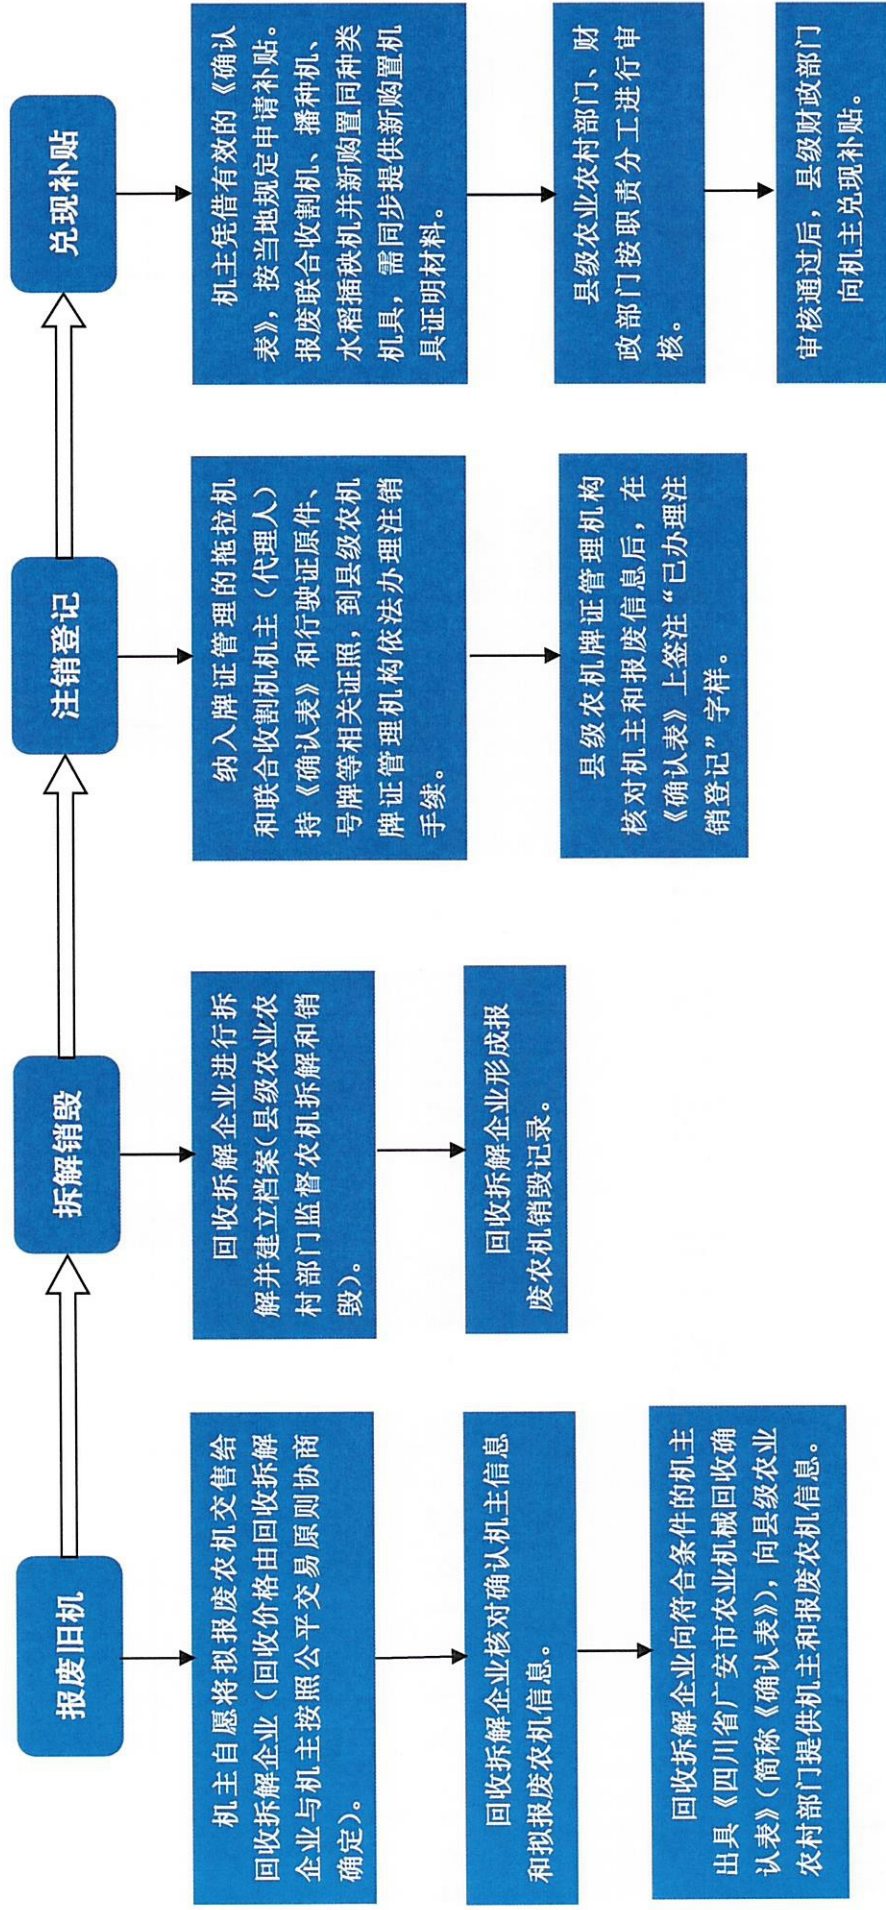 报废旧机
机主自愿将拟报废农机交售给
回收拆解企业（回收价格由回收拆解
企业与机主按照公平交易原则协商
确定）。
回收拆解企业核对确认机主信息
和拟报废农机信息。
回收拆解企业向符合条件的机主
出具《四川省广安市农业机械回收确
认表》（简称《确认表》），向县级农业
农村部门提供机主和报废农机信息。
拆解销毁
回收拆解企业进行拆
解并建立档案（县级农业农
村部门监督农机拆解和销
毁）。
回收拆解企业形成报
废农机销毁记录。
注销登记
纳入牌证管理的拖拉机
和联合收割机机主（代理人）
持《确认表》和行驶证原件、
号牌等相关证照，到县级农机
牌证管理机构依法办理注销
手续。
县级农机牌证管理机构
核对机主和报废信息后，在
《确认表》上签注“已办理注
销登记”字样。
兑现补贴
机主凭借有效的《确认
表》，按当地规定申请补贴。
报废联合收割机、播种机、
水稻插秧机并新购置同种类
机具，需同步提供新购置机
具证明材料。
县级农业农村部门、财
政部门按职责分工进行审
核。
审核通过后，县级财政部门
向机主兑现补贴。